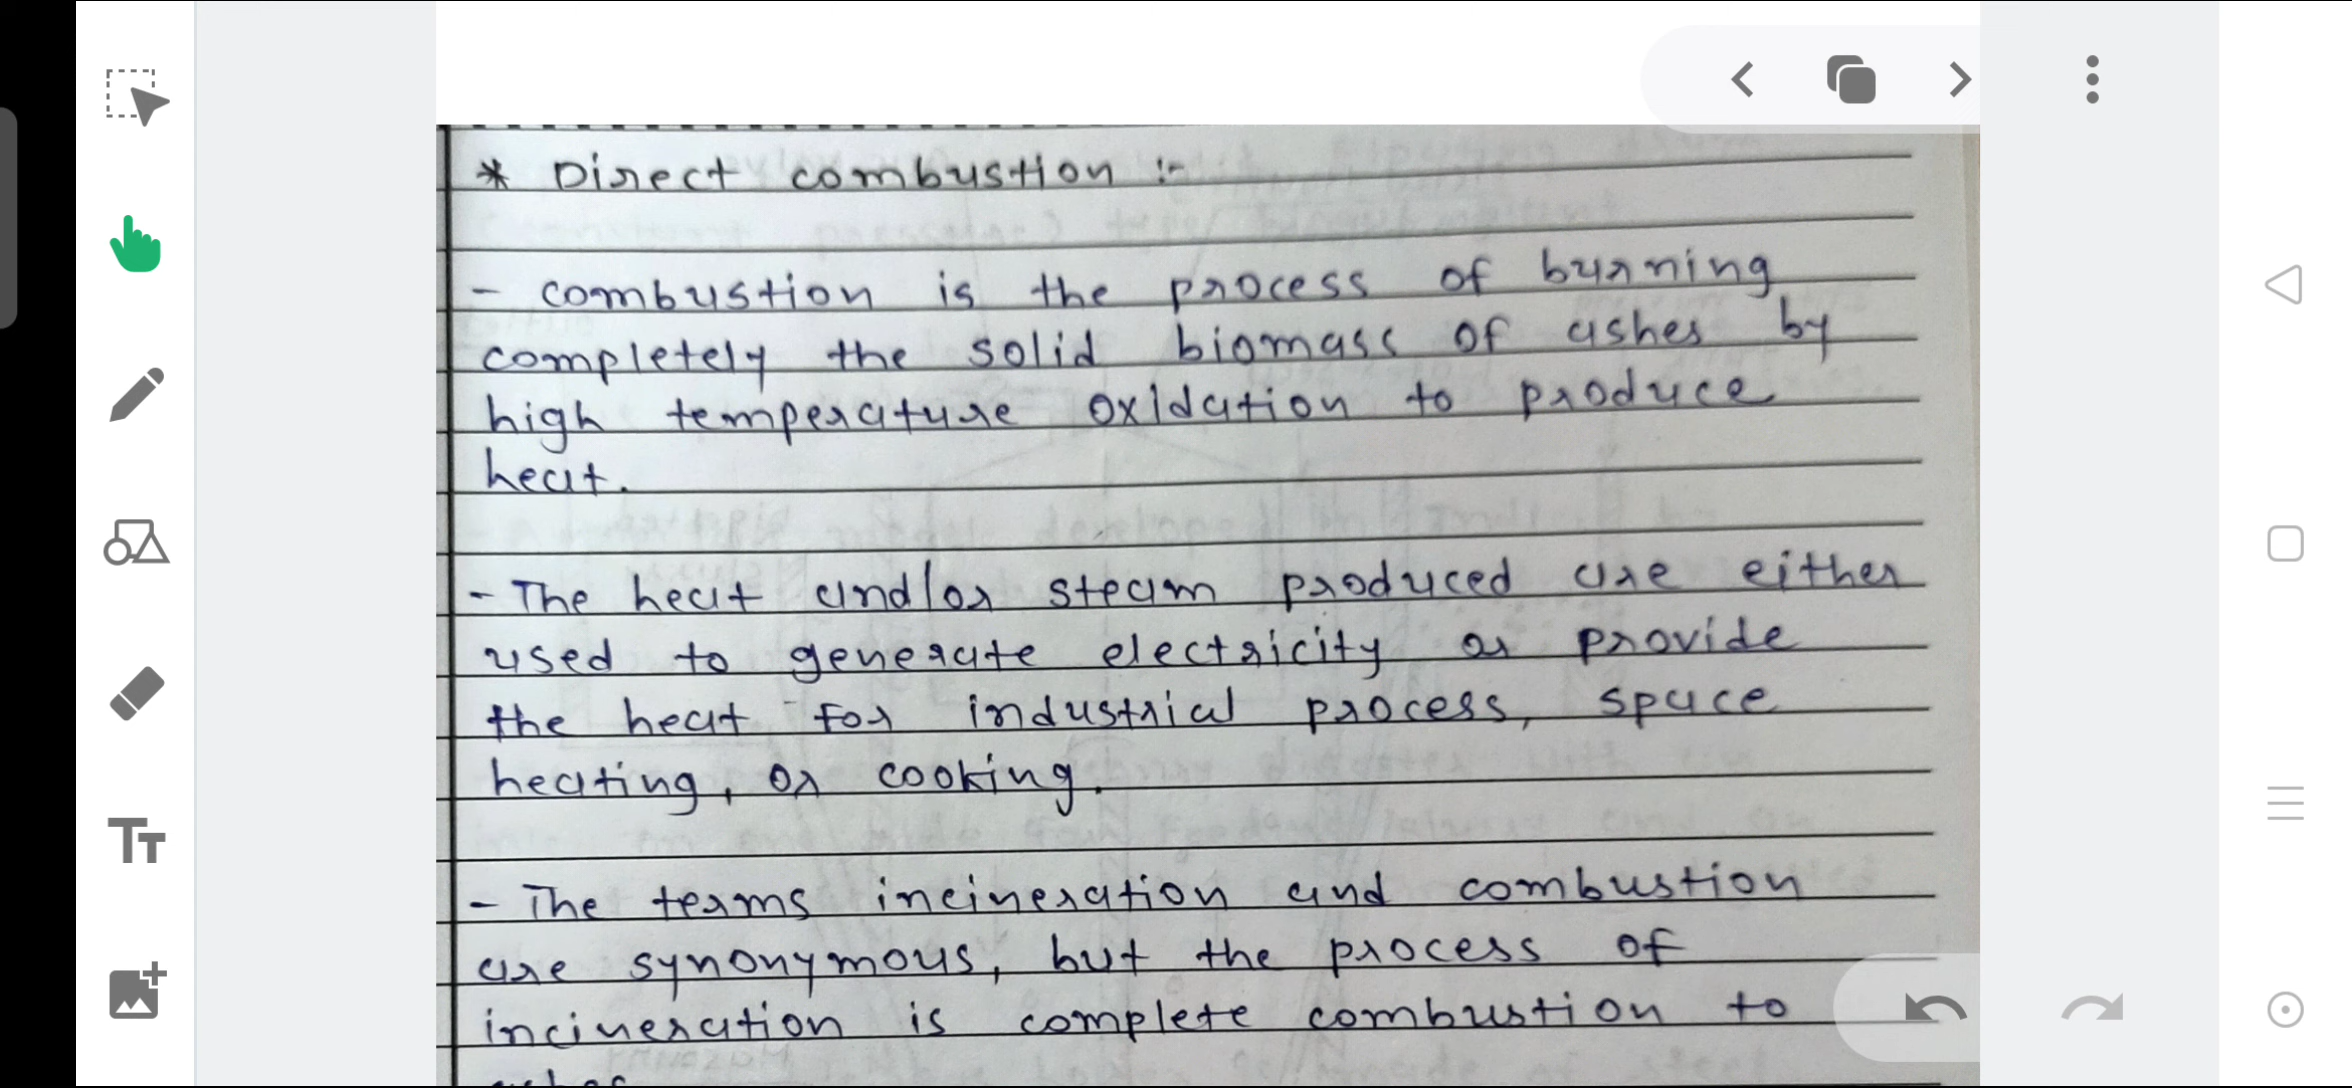 * Direct combustion :-
- combustion is the process of burning
completely the solid biomass of ashes by
high temperature oxidation to produce
heat.
- The heat and/or steam produced are either
used to generate electricity or provide
the heat for industrial process, space
heating, or cooking.
- The terms incineration and combustion
are synonymous, but the process of
incineration is complete combustion to